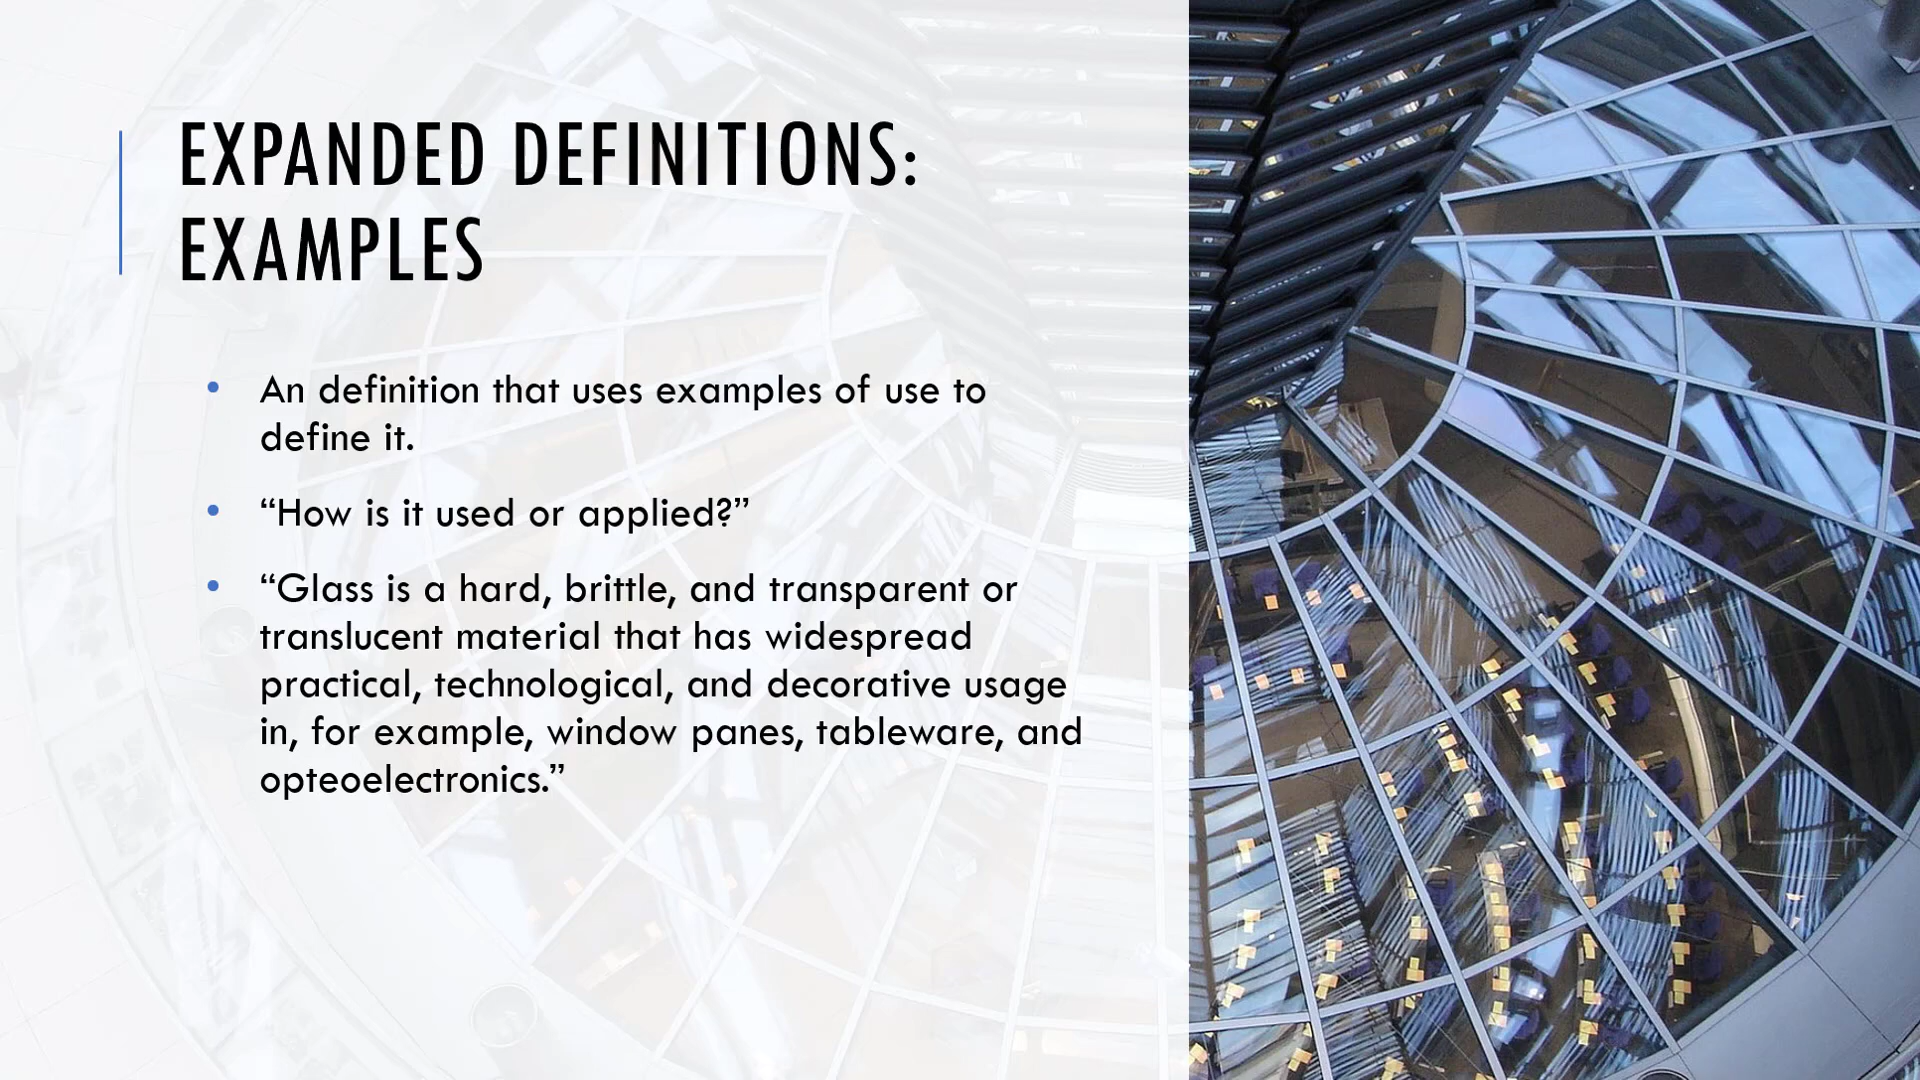 EXPANDED DEFINITIONS:
EXAMPLES
• An definition that uses examples of use to
define it.
• “How is it used or applied?”
• “Glass is a hard, brittle, and transparent or
translucent material that has widespread
practical, technological, and decorative usage
in, for example, window panes, tableware, and
opteoelectronics.”